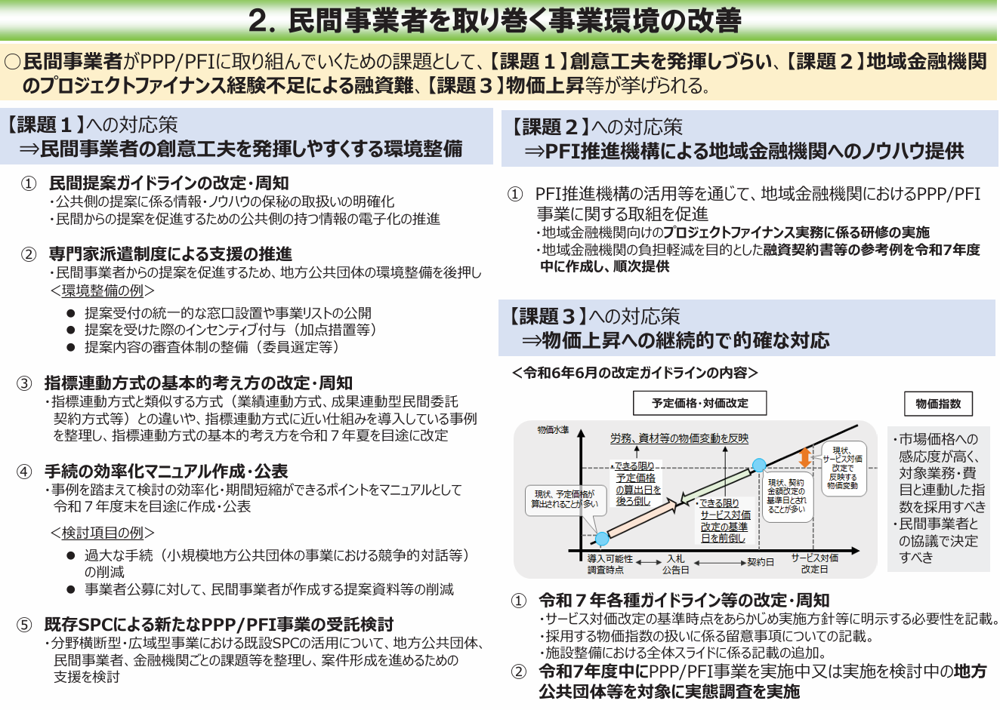 ２．民間事業者を取り巻く事業環境の改善
○民間事業者がPPP/PFIに取り組んでいくための課題として、【課題１】創意工夫を発揮しづらい、【課題２】地域金融機関
のプロジェクトファイナンス経験不足による融資難、【課題３】物価上昇等が挙げられる。
【課題１】への対応策
⇒民間事業者の創意工夫を発揮しやすくする環境整備
① 民間提案ガイドラインの改定・周知
・公共側の提案に係る情報・ノウハウの保秘の取扱いの明確化
・民間からの提案を促進するための公共側の持つ情報の電子化の推進
② 専門家派遣制度による支援の推進
・民間事業者からの提案を促進するため、地方公共団体の環境整備を後押し
＜環境整備の例＞
● 提案受付の統一的な窓口設置や事業リストの公開
● 提案を受けた際のインセンティブ付与（加点措置等）
● 提案内容の審査体制の整備（委員選定等）
③ 指標連動方式の基本的考え方の改定・周知
・指標連動方式と類似する方式（業績連動方式、成果連動型民間委託
契約方式等）との違いや、指標連動方式に近い仕組みを導入している事例
を整理し、指標連動方式の基本的考え方を令和７年夏を目途に改定
④ 手続の効率化マニュアル作成・公表
・事例を踏まえて検討の効率化・期間短縮ができるポイントをマニュアルとして
令和７年度末を目途に作成・公表
＜検討項目の例＞
● 過大な手続（小規模地方公共団体の事業における競争的対話等）
の削減
● 事業者公募に対して、民間事業者が作成する提案資料等の削減
⑤ 既存SPCによる新たなPPP/PFI事業の受託検討
・分野横断型・広域型事業における既設SPCの活用について、地方公共団体、
民間事業者、金融機関ごとの課題等を整理し、案件形成を進めるための
支援を検討
【課題２】への対応策
⇒PFI推進機構による地域金融機関へのノウハウ提供
① PFI推進機構の活用等を通じて、地域金融機関におけるPPP/PFI
事業に関する取組を促進
・地域金融機関向けのプロジェクトファイナンス実務に係る研修の実施
・地域金融機関の負担軽減を目的とした融資契約書等の参考例を令和7年度
中に作成し、順次提供
【課題３】への対応策
⇒物価上昇への継続的で的確な対応
＜令和6年6月の改定ガイドラインの内容＞
予定価格・対価改定
物価水準
労務、資材等の物価変動を反映
・できる限り
予定価格
の算出日を
後ろ倒し
現状、予定価格が
算出されることが多い
・できる限り
サービス対価
改定の基準
日を前倒し
現状、契約
金額改定の
基準日とされ
ることが多い
現状、
サービス対価
改定で
反映する
物価変動
導入可能性
調査時点
入札
公告日
契約日
サービス対価
改定日
物価指数
・市場価格への
感応度が高く、
対象業務・費
目と連動した指
数を採用すべき
・民間事業者と
の協議で決定
すべき
① 令和７年各種ガイドライン等の改定・周知
・サービス対価改定の基準時点をあらかじめ実施方針等に明示する必要性を記載。
・採用する物価指数の扱いに係る留意事項についての記載。
・施設整備における全体スライドに係る記載の追加。
② 令和7年度中にPPP/PFI事業を実施中又は実施を検討中の地方
公共団体等を対象に実態調査を実施